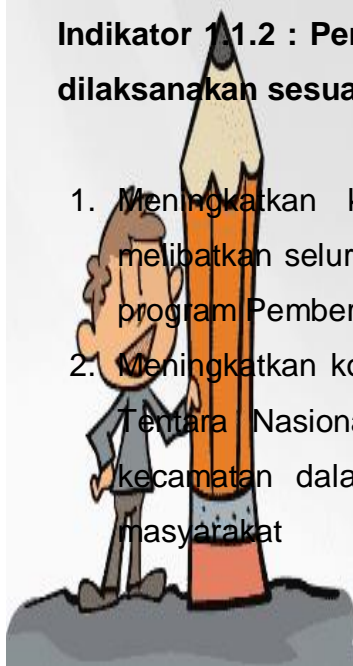 Indikator 1.1.2 : Per
dilaksanakan sesua
1. Meningkatkan k
melibatkan selur
program Pember
2. Meningkatkan ko
Tentara Nasiona
kecamatan dala
masyarakat